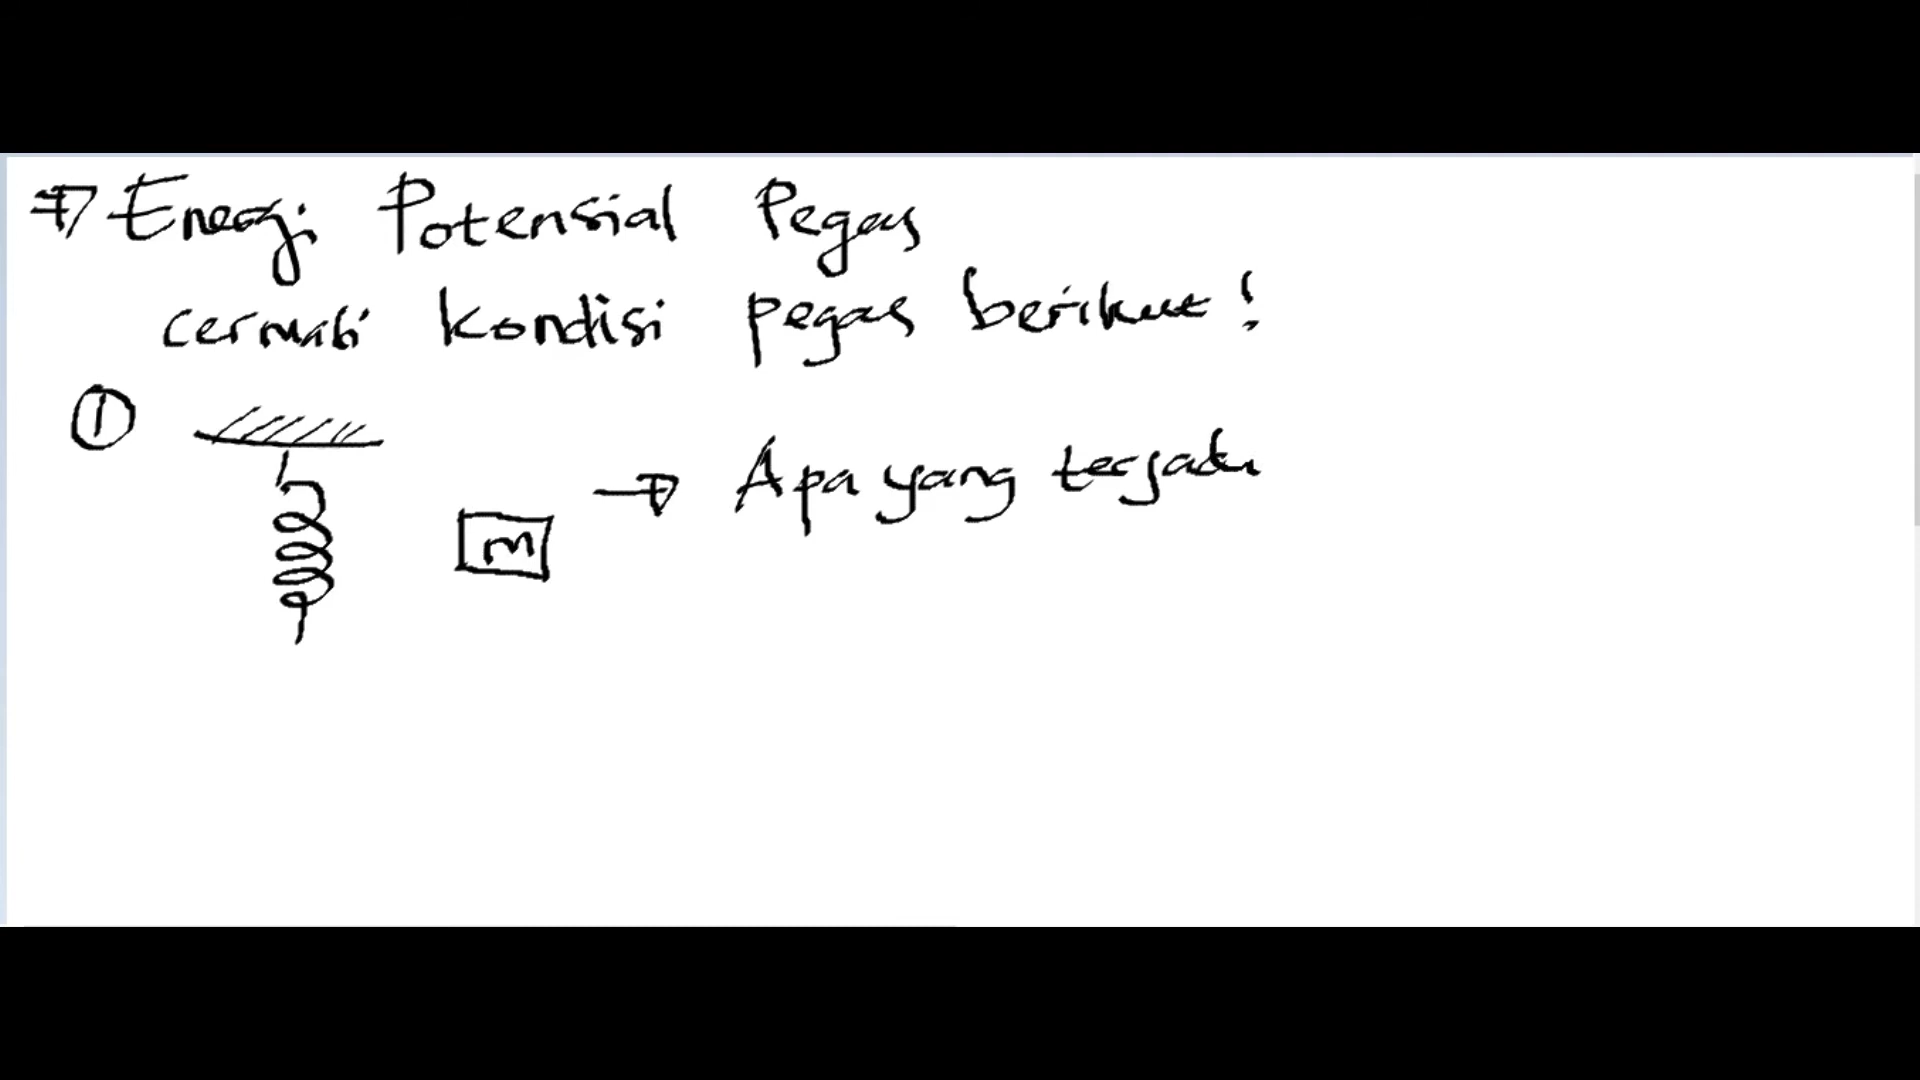 ⇒ Energi Potensial Pegas
cermati kondisi pegas berikut!
① 
m → Apa yang terjadi